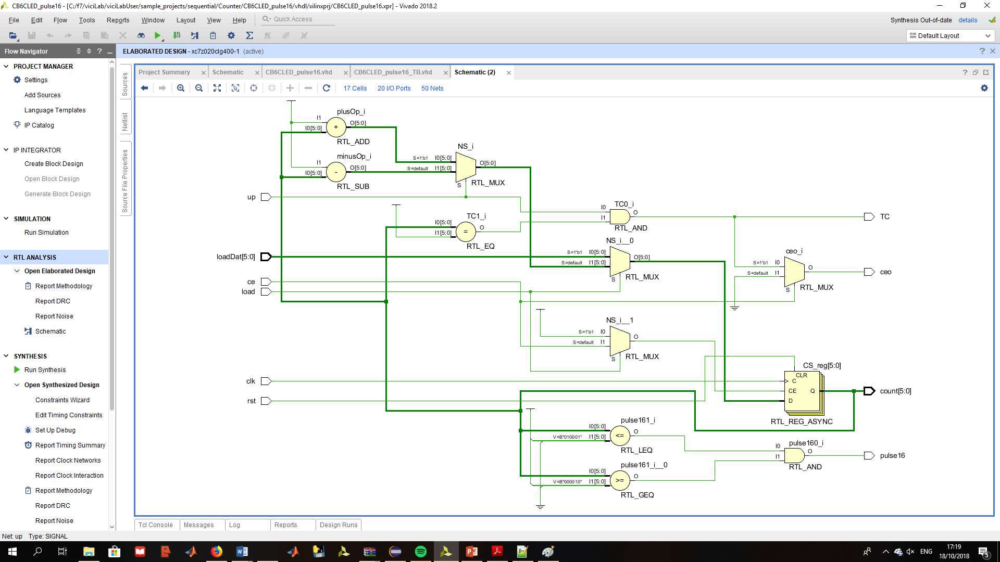 CB6CLED_pulse16 - [C:/f7/viciLab/viciLabUser/sample_projects/sequential/Counter/CB6CLED_pulse16/vhdl/xilinxprj/CB6CLED_pulse16.xpr] - Vivado 2018.2
File Edit Flow Tools Reports Window Layout View Help Quick Access
Synthesis Out-of-date details
Default Layout
Flow Navigator
ELABORATED DESIGN - xc7z020clg400-1 (active)
PROJECT MANAGER
Settings
Add Sources
Language Templates
IP Catalog
IP INTEGRATOR
Create Block Design
Open Block Design
Generate Block Design
SIMULATION
Run Simulation
RTL ANALYSIS
Open Elaborated Design
Report Methodology
Report DRC
Report Noise
Schematic
SYNTHESIS
Run Synthesis
Open Synthesized Design
Constraints Wizard
Edit Timing Constraints
Set Up Debug
Report Timing Summary
Report Clock Networks
Report Clock Interaction
Report Methodology
Report DRC
Report Noise
Sources
Netlist
Source File Properties
Project Summary Schematic CB6CLED_pulse16.vhd CB6CLED_pulse16_TB.vhd Schematic (2)
17 Cells 20 I/O Ports 50 Nets
plusOp_i
I1
I0[5:0]
+
O[5:0]
RTL_ADD
minusOp_i
I1
I0[5:0]
-
O[5:0]
RTL_SUB
NS_i
S=1'b1 I0[5:0]
S=default I1[5:0]
O[5:0]
S
RTL_MUX
up
TC1_i
I0[5:0]
I1[5:0]
=
O
RTL_EQ
TC0_i
I0
I1
O
RTL_AND
TC
loadDat[5:0]
NS_i__0
S=1'b1 I0[5:0]
S=default I1[5:0]
O[5:0]
S
RTL_MUX
ceo_i
S=1'b1 I0
S=default I1
O
S
RTL_MUX
ceo
ce
load
NS_i__1
S=1'b1 I0
S=default I1
O
S
RTL_MUX
clk
rst
CS_reg[5:0]
CLR
C
CE
Q
D
RTL_REG_ASYNC
count[5:0]
pulse161_i
I0[5:0]
V=B"010001" I1[5:0]
<=
O
RTL_LEQ
pulse161_i__0
I0[5:0]
V=B"000010" I1[5:0]
>=
O
RTL_GEQ
pulse160_i
I0
I1
O
RTL_AND
pulse16
Tcl Console Messages Log Reports Design Runs
Net: up Type: SIGNAL
ENG
17:19
18/10/2018
5